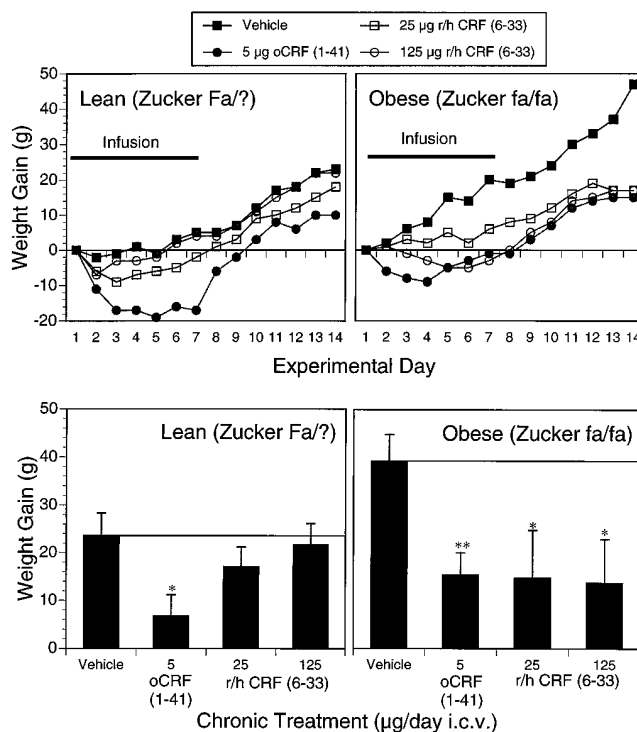 Vehicle
25 µg r/h CRF (6-33)
5 µg oCRF (1-41)
125 µg r/h CRF (6-33)
Weight Gain (g)
50
40
30
20
10
0
-10
-20
Lean (Zucker Fa/?)
Infusion
Obese (Zucker fa/fa)
Infusion
1 2 3 4 5 6 7 8 9 10 11 12 13 14
1 2 3 4 5 6 7 8 9 10 11 12 13 14
Experimental Day
Weight Gain (g)
50
40
30
20
10
0
Lean (Zucker Fa/?)
Obese (Zucker fa/fa)
*
**
*
*
Vehicle 5 25 125
oCRF r/h CRF (6-33)
(1-41)
Vehicle 5 25 125
oCRF r/h CRF (6-33)
(1-41)
Chronic Treatment (µg/day i.c.v.)